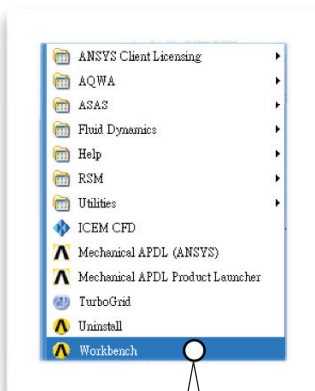 ANSYS Client Licensing
AQWA
ASAS
Fluid Dynamics
Help
RSM
Utilities
ICEM CFD
Mechanical APDL (ANSYS)
Mechanical APDL Product Launcher
TurboGrid
Uninstall
Workbench